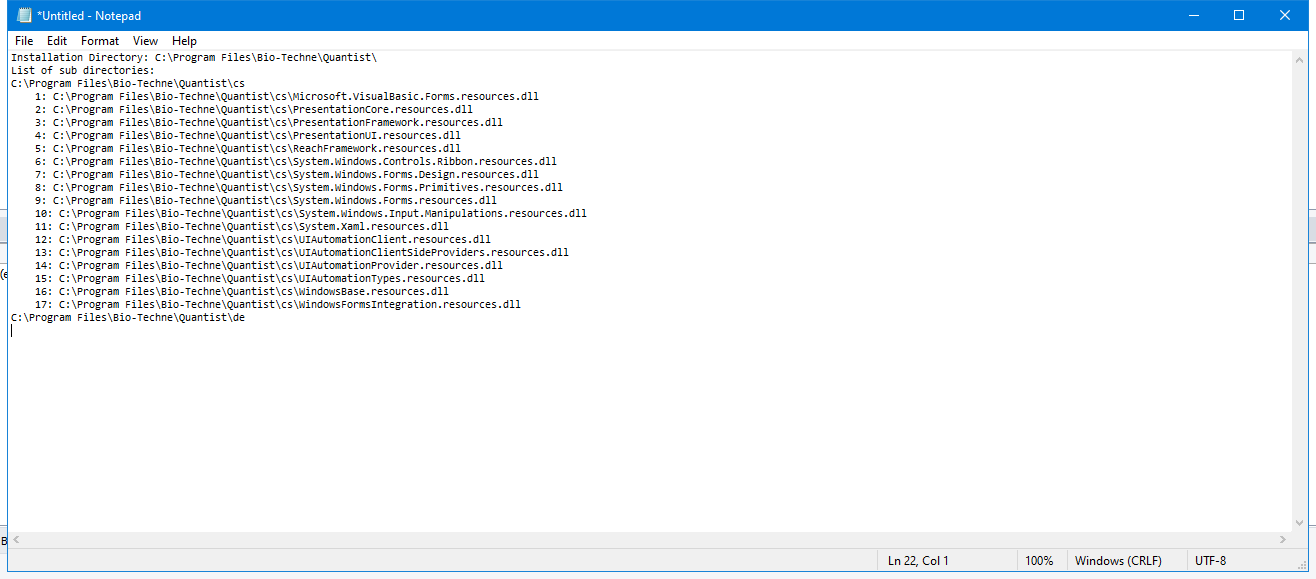 *Untitled - Notepad
File Edit Format View Help
Installation Directory: C:\Program Files\Bio-Techne\Quantist\
List of sub directories:
C:\Program Files\Bio-Techne\Quantist\cs
1: C:\Program Files\Bio-Techne\Quantist\cs\Microsoft.VisualBasic.Forms.resources.dll
2: C:\Program Files\Bio-Techne\Quantist\cs\PresentationCore.resources.dll
3: C:\Program Files\Bio-Techne\Quantist\cs\PresentationFramework.resources.dll
4: C:\Program Files\Bio-Techne\Quantist\cs\PresentationUI.resources.dll
5: C:\Program Files\Bio-Techne\Quantist\cs\ReachFramework.resources.dll
6: C:\Program Files\Bio-Techne\Quantist\cs\System.Windows.Controls.Ribbon.resources.dll
7: C:\Program Files\Bio-Techne\Quantist\cs\System.Windows.Forms.Design.resources.dll
8: C:\Program Files\Bio-Techne\Quantist\cs\System.Windows.Forms.Primitives.resources.dll
9: C:\Program Files\Bio-Techne\Quantist\cs\System.Windows.Forms.resources.dll
10: C:\Program Files\Bio-Techne\Quantist\cs\System.Windows.Input.Manipulations.resources.dll
11: C:\Program Files\Bio-Techne\Quantist\cs\System.Xaml.resources.dll
12: C:\Program Files\Bio-Techne\Quantist\cs\UIAutomationClient.resources.dll
13: C:\Program Files\Bio-Techne\Quantist\cs\UIAutomationClientSideProviders.resources.dll
14: C:\Program Files\Bio-Techne\Quantist\cs\UIAutomationProvider.resources.dll
15: C:\Program Files\Bio-Techne\Quantist\cs\UIAutomationTypes.resources.dll
16: C:\Program Files\Bio-Techne\Quantist\cs\WindowsBase.resources.dll
17: C:\Program Files\Bio-Techne\Quantist\cs\WindowsFormsIntegration.resources.dll
C:\Program Files\Bio-Techne\Quantist\de
Ln 22, Col 1 100% Windows (CRLF) UTF-8